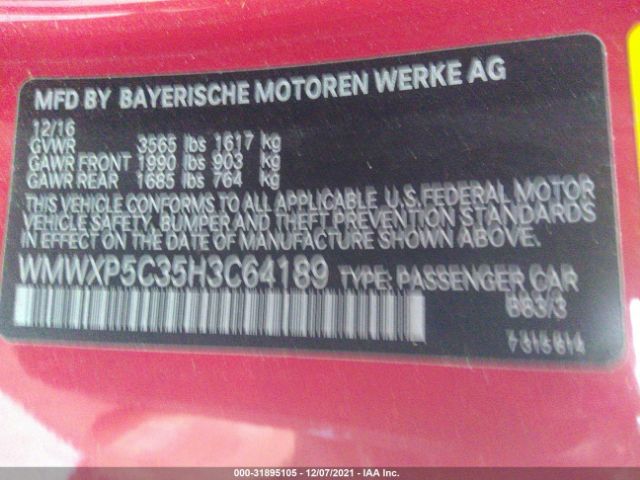 MFD BY BAYERISCHE MOTOREN WERKE AG
12/16
GVWR 3565 lbs 1617 kg
GAWR FRONT 1990 lbs 903 kg
GAWR REAR 1685 lbs 764 kg
THIS VEHICLE CONFORMS TO ALL APPLICABLE U.S.FEDERAL MOTOR
VEHICLE SAFETY, BUMPER AND THEFT PREVENTION STANDARDS
IN EFFECT ON THE DATE OF MANUFACTURE SHOWN ABOVE.
WMWXP5C35H3C64189 TYPE: PASSENGER CAR
000-31895105 - 12/07/2021 - IAA Inc.